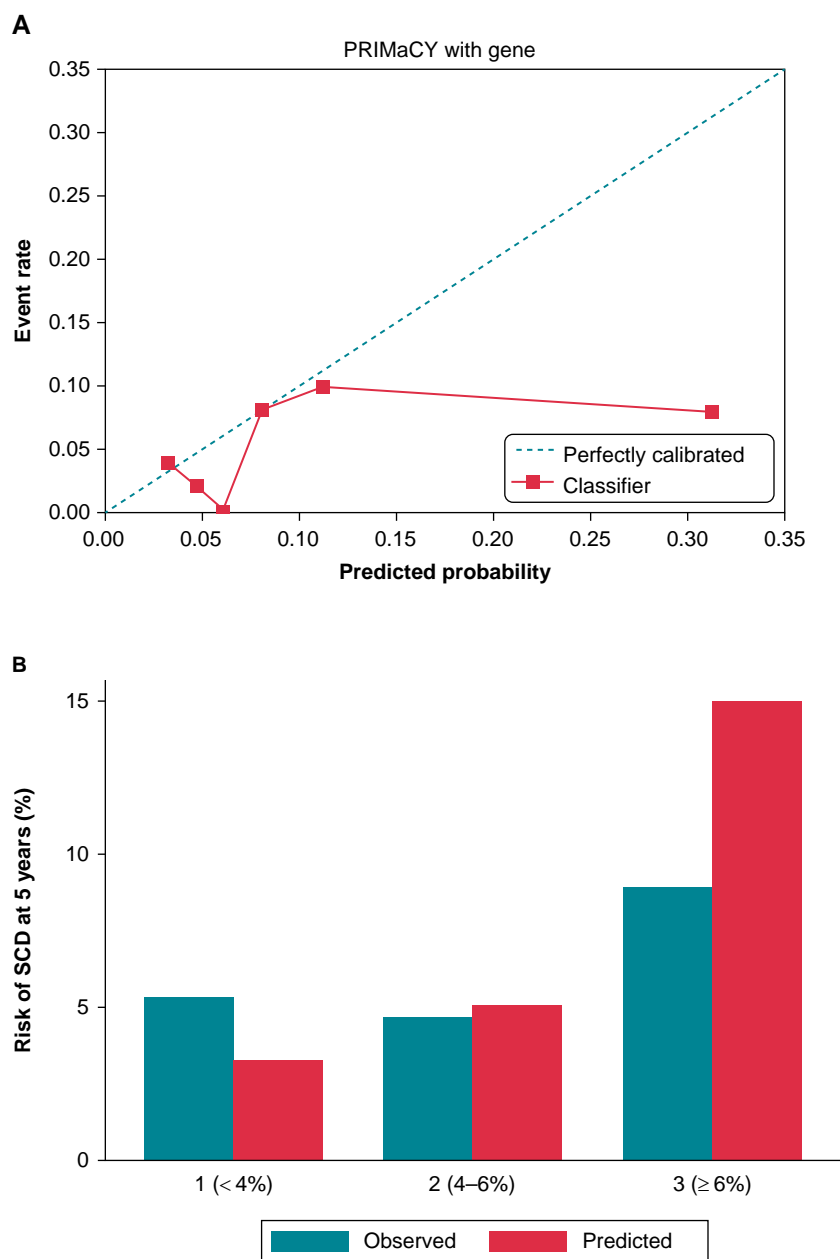 A
PRIMaCY with gene
0.35
0.30
0.25
0.20
0.15
0.10
0.05
0.00
Event rate
0.00 0.05 0.10 0.15 0.20 0.25 0.30 0.35
Predicted probability
Perfectly calibrated
Classifier
B
15
10
5
0
Risk of SCD at 5 years (%)
1 (< 4%) 2 (4–6%) 3 (≥ 6%)
Observed Predicted